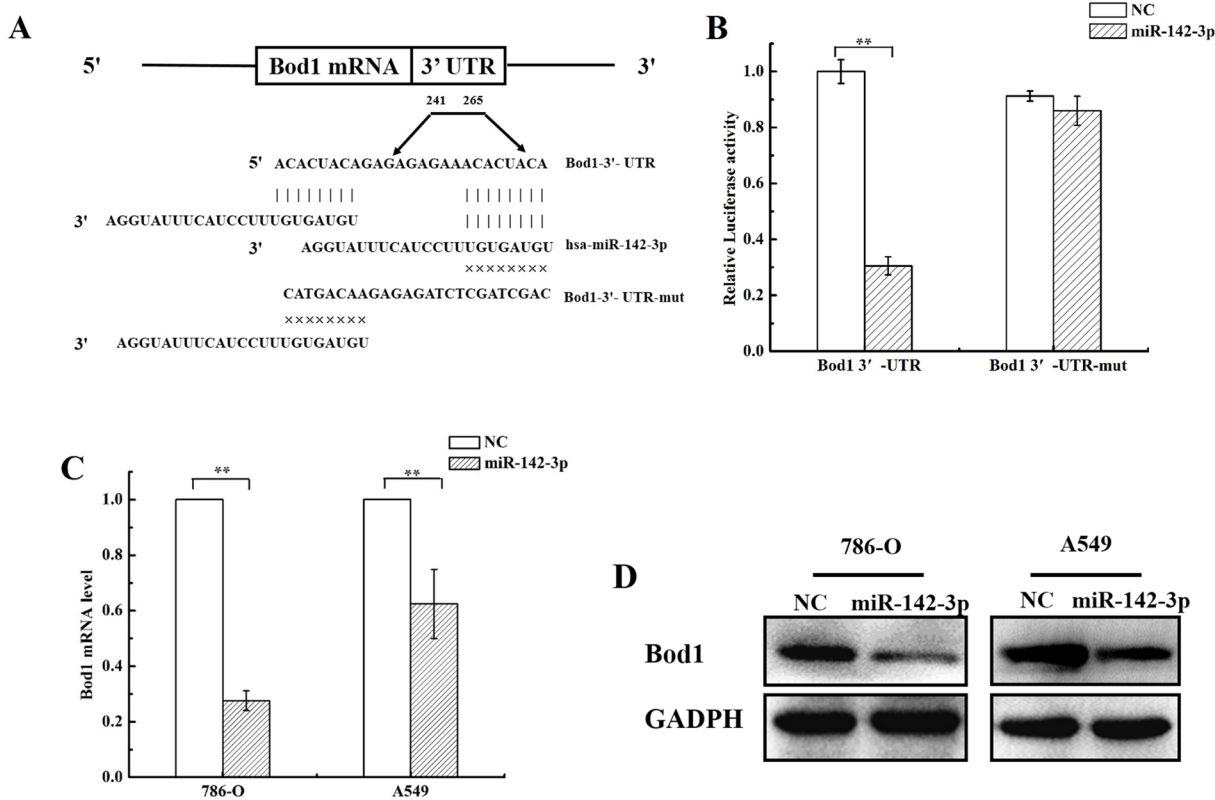 A
5' Bod1 mRNA 3' UTR 3'
241 265
5' ACACUACAGAGAGAGAAACACUACA Bod1-3'- UTR
3' AGGUAUUUCAUCCUUUGUGAUGU
3' AGGUAUUUCAUCCUUUGUGAUGU hsa-miR-142-3p
××××××××
CATGACAAGAGAGATCTCGATCGAC Bod1-3'- UTR-mut
××××××××
3' AGGUAUUUCAUCCUUUGUGAUGU
B
NC
miR-142-3p
**
Relative Luciferase activity
1.0
0.8
0.6
0.4
0.2
0.0
Bod1 3' -UTR Bod1 3' -UTR-mut
C
NC
miR-142-3p
** **
Bod1 mRNA level
1.0
0.8
0.6
0.4
0.2
0.0
786-O A549
D
786-O A549
NC miR-142-3p NC miR-142-3p
Bod1
GADPH